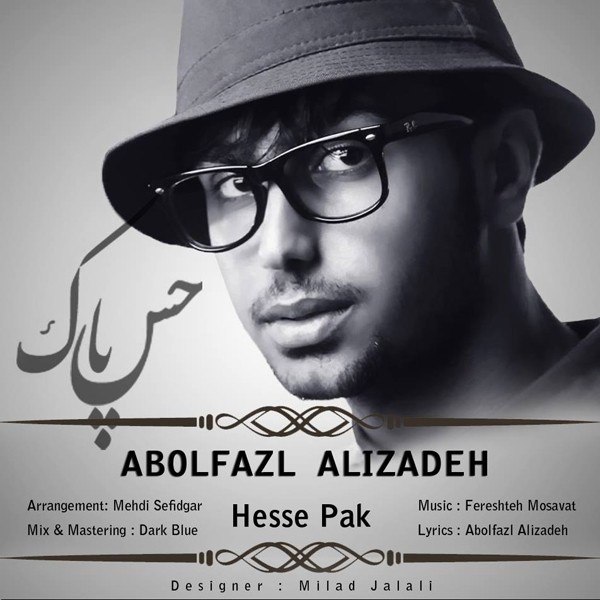 حس پاک
ABOLFAZL ALIZADEH
Arrangement: Mehdi Sefidgar
Mix & Mastering : Dark Blue
Hesse Pak
Music : Fereshteh Mosavat
Lyrics : Abolfazl Alizadeh
Designer : Milad Jalali